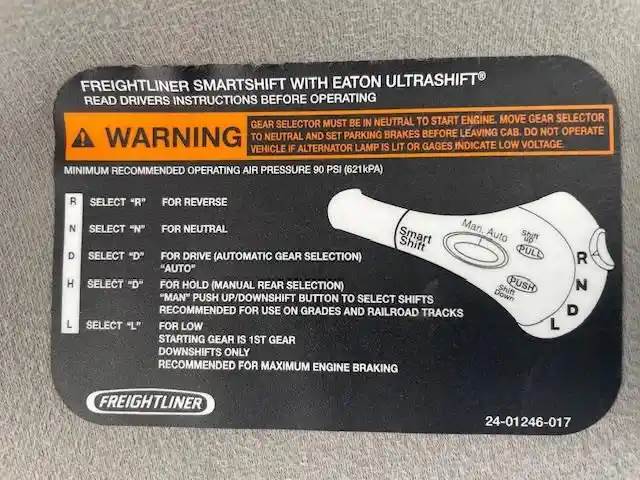 FREIGHTLINER SMARTSHIFT WITH EATON ULTRASHIFT®
READ DRIVERS INSTRUCTIONS BEFORE OPERATING
WARNING
GEAR SELECTOR MUST BE IN NEUTRAL TO START ENGINE. MOVE GEAR SELECTOR
TO NEUTRAL AND SET PARKING BRAKES BEFORE LEAVING CAB. DO NOT OPERATE
VEHICLE IF ALTERNATOR LAMP IS LIT OR GAGES INDICATE LOW VOLTAGE.
MINIMUM RECOMMENDED OPERATING AIR PRESSURE 90 PSI (621kPA)
R SELECT "R" FOR REVERSE
N SELECT "N" FOR NEUTRAL
D SELECT "D" FOR DRIVE (AUTOMATIC GEAR SELECTION)
"AUTO"
H SELECT "D" FOR HOLD (MANUAL REAR SELECTION)
"MAN" PUSH UP/DOWNSHIFT BUTTON TO SELECT SHIFTS
RECOMMENDED FOR USE ON GRADES AND RAILROAD TRACKS
L SELECT "L" FOR LOW
STARTING GEAR IS 1ST GEAR
DOWNSHIFTS ONLY
RECOMMENDED FOR MAXIMUM ENGINE BRAKING
Smart
Shift
Man. Auto
Shift
up
PULL
PUSH
Shift
Down
R
N
D
L
FREIGHTLINER
24-01246-017